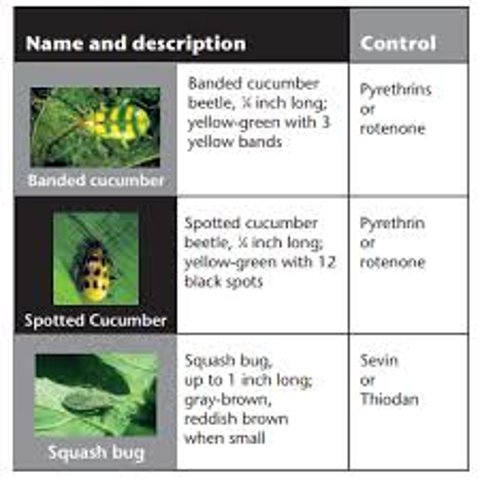 Name and description
Control
Banded cucumber
Banded cucumber
beetle, ¼ inch long;
yellow-green with 3
yellow bands
Pyrethrins
or
rotenone
Spotted Cucumber
Spotted cucumber
beetle, ¼ inch long;
yellow-green with 12
black spots
Pyrethrin
or
rotenone
Squash bug
Squash bug,
up to 1 inch long;
gray-brown,
reddish brown
when small
Sevin
or
Thiodan